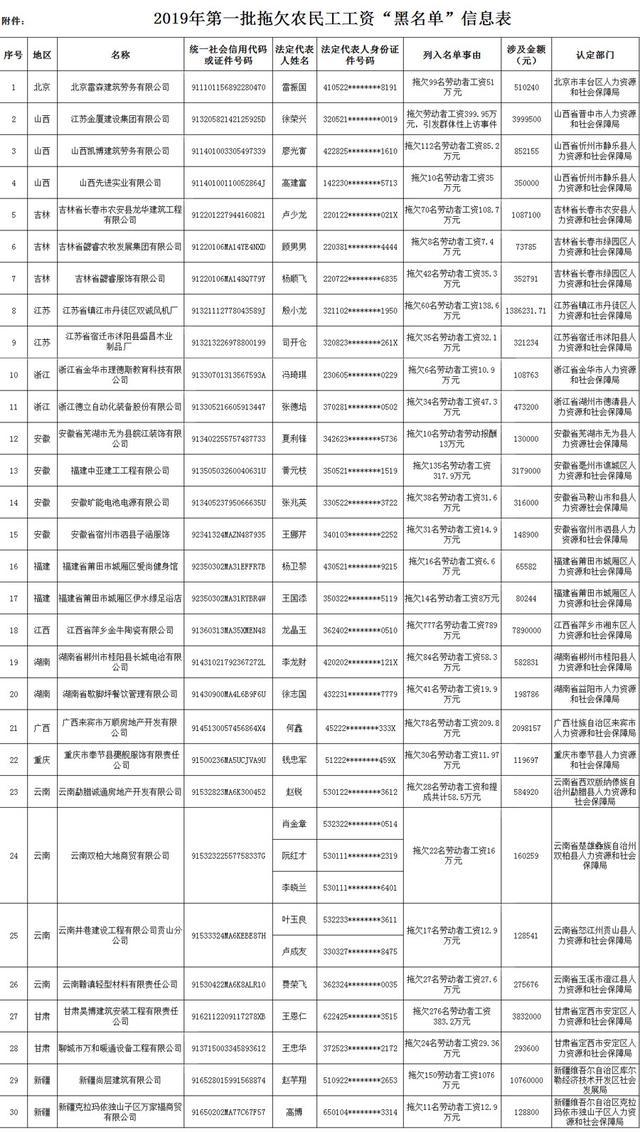 附件：
2019年第一批拖欠农民工工资“黑名单”信息表
序号 地区 名称 统一社会信用代码或证件号码 法定代表人姓名 法定代表人身份证件号码 列入名单事由 涉及金额（元） 认定部门
1 北京 北京雷森建筑劳务有限公司 911101156892280470 雷振国 410522********8191 拖欠99名劳动者工资51万元 510240 北京市丰台区人力资源和社会保障局
2 山西 江苏金厦建设集团有限公司 91320582142125925D 徐荣兴 320521********0019 拖欠劳动者工资399.95万元，引发群体性上访事件 3999500 山西省晋中市人力资源和社会保障局
3 山西 山西凯博建筑劳务有限公司 911401003305497339 廖光寅 422825********1610 拖欠112名劳动者工资85.2万元 852155 山西省忻州市静乐县人力资源和社会保障局
4 山西 山西先进实业有限公司 91140100110052864J 高建富 142230********5713 拖欠10名劳动者工资35万元 350000 山西省忻州市静乐县人力资源和社会保障局
5 吉林 吉林省长春市农安县龙华建筑工程有限公司 912201227944160821 卢少龙 220122********021X 拖欠70名劳动者工资108.7万元 1087100 吉林省长春市农安县人力资源和社会保障局
6 吉林 吉林省勰睿农牧发展集团有限公司 91220106MA14YE4NXD 顾男男 220381********4444 拖欠8名劳动者工资7.4万元 73785 吉林省长春市绿园区人力资源和社会保障局
7 吉林 吉林省勰睿服饰有限公司 91220106MA148Q779Y 杨顺飞 220722********6835 拖欠42名劳动者工资35.3万元 352791 吉林省长春市绿园区人力资源和社会保障局
8 江苏 江苏省镇江市丹徒区双诚风机厂 91321112778043589J 殷小龙 321102********1950 拖欠60名劳动者工资138.6万元 1386231.71 江苏省镇江市丹徒区人力资源和社会保障局
9 江苏 江苏省宿迁市沭阳县盛昌木业制品厂 913213226978800199 司开仓 320823********261X 拖欠35名劳动者工资32.1万元 321234 江苏省宿迁市沭阳县人力资源和社会保障局
10 浙江 浙江省金华市理德斯教育科技有限公司 91330701313567593A 冯琦琪 230605********0229 拖欠6名劳动者工资10.9万元 108763 浙江省金华市人力资源和社会保障局
11 浙江 浙江德立自动化装备股份有限公司 913305216605913447 张德培 370281********0502 拖欠34名劳动者工资47.3万元 473200 浙江省湖州市德清县人力资源和社会保障局
12 安徽 安徽省芜湖市无为县皖江装饰有限公司 913402255757487733 夏利锋 342623********5736 拖欠10名劳动者劳动报酬13万元 130000 安徽省芜湖市无为县人力资源和社会保障局
13 安徽 福建中亚建工工程有限公司 91350503260040631U 黄元枝 350521********1519 拖欠135名劳动者工资317.9万元 3179000 安徽省亳州市谯城区人力资源和社会保障局
14 安徽 安徽旷能电池电源有限公司 91340523795066635U 张兆英 330522********3722 拖欠38名劳动者工资31.6万元 316000 安徽省马鞍山市和县人力资源和社会保障局
15 安徽 安徽省宿州市泗县子涵服饰 92341324MAZN487935 王娜芹 340103********2252 拖欠31名劳动者工资14.9万元 148900 安徽省宿州市泗县人力资源和社会保障局
16 福建 福建省莆田市城厢区爱尚健身馆 92350302MA31EFFR7B 杨卫黎 430521********9215 拖欠16名劳动者工资6.6万元 65582 福建省莆田市城厢区人力资源和社会保障局
17 福建 福建省莆田市城厢区伊水缘足浴店 92350302MA31RYBR4W 王国添 350322********5119 拖欠14名劳动者工资8万元 80244 福建省莆田市城厢区人力资源和社会保障局
18 江西 江西省萍乡金牛陶瓷有限公司 91360313MA35XMEN48 龙晶玉 362402********0510 拖欠777名劳动者工资789万元 7890000 江西省萍乡市湘东区人力资源和社会保障局
19 湖南 湖南省郴州市桂阳县长城电冶有限公司 91431021792367272L 李龙财 420202********121X 拖欠84名劳动者工资58.3万元 582831 湖南省郴州市桂阳县人力资源和社会保障局
20 湖南 湖南省歇脚坪餐饮管理有限公司 91430900MA4L6B9F6U 徐志国 432231********7779 拖欠41名劳动者工资19.9万元 198786 湖南省益阳市人力资源和社会保障局
21 广西 广西来宾市万顺房地产开发有限公司 9145130057456864X4 何鑫 45222********333X 拖欠78名劳动者工资209.8万元 2098157 广西壮族自治区来宾市人力资源和社会保障局
22 重庆 重庆市奉节县夔舰服饰有限责任公司 91500236MA5UCJVA9U 钱忠军 51222********459X 拖欠30名劳动者工资11.97万元 119697 重庆市奉节县人力资源和社会保障局
23 云南 云南勐腊诚通房地产开发有限公司 91532823MA6K300452 赵锐 530122********3612 拖欠28名劳动者工资和提成共计58.5万元 584920 云南省西双版纳傣族自治州勐腊县人力资源和社会保障局
24 云南 云南双柏大地商贸有限公司 91532322557758337G 肖金章 532322********0514 拖欠22名劳动者工资16万元 160259 云南省楚雄彝族自治州双柏县人力资源和社会保障局
阮红才 530111********2319
李晓兰 530111********6401
25 云南 云南井巷建设工程有限公司贡山分公司 91533324MA6KEBE87H 叶玉良 532233********3611 拖欠17名劳动者工资12.9万元 128541 云南省怒江州贡山县人力资源和社会保障局
卢成友 330327********8475
26 云南 云南赣滇轻型材料有限责任公司 91530422MA6K8ALR10 费荣飞 362324********0035 拖欠27名劳动者工资27.6万元 275676 云南省玉溪市澄江县人力资源和社会保障局
27 甘肃 甘肃昊博建筑安装工程有限责任公司 9162112209117278XB 王恩仁 622425********3515 拖欠276名劳动者工资383.2万元 3832000 甘肃省定西市安定区人力资源和社会保障局
28 甘肃 聊城市万和暖通设备工程有限公司 913715003345893612 王忠华 372523********2172 拖欠24名劳动者工资29.36万元 293600 甘肃省定西市安定区人力资源和社会保障局
29 新疆 新疆尚层建筑有限公司 916528015991568874 赵芋翔 510922********2653 拖欠150劳动者工资1076万元 10760000 新疆维吾尔自治区库尔勒经济技术开发区社会发展局
30 新疆 新疆克拉玛依独山子区万家福商贸有限公司 91650202MA77C67F57 高博 650104********3314 拖欠11名劳动者工资12.9万元 128800 新疆维吾尔自治区克拉玛依市独山子区人力资源和社会保障局